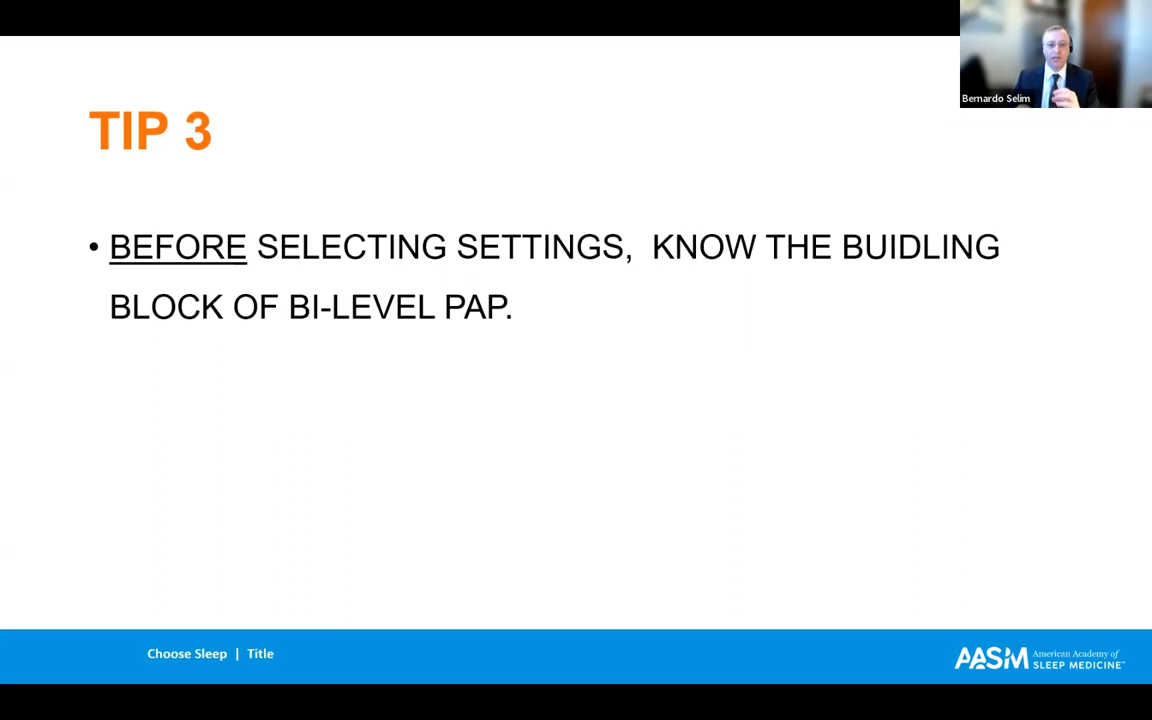 Bernardo Selim
TIP 3
• BEFORE SELECTING SETTINGS, KNOW THE BUIDLING
BLOCK OF BI-LEVEL PAP.
Choose Sleep | Title
AASM American Academy of
SLEEP MEDICINE™